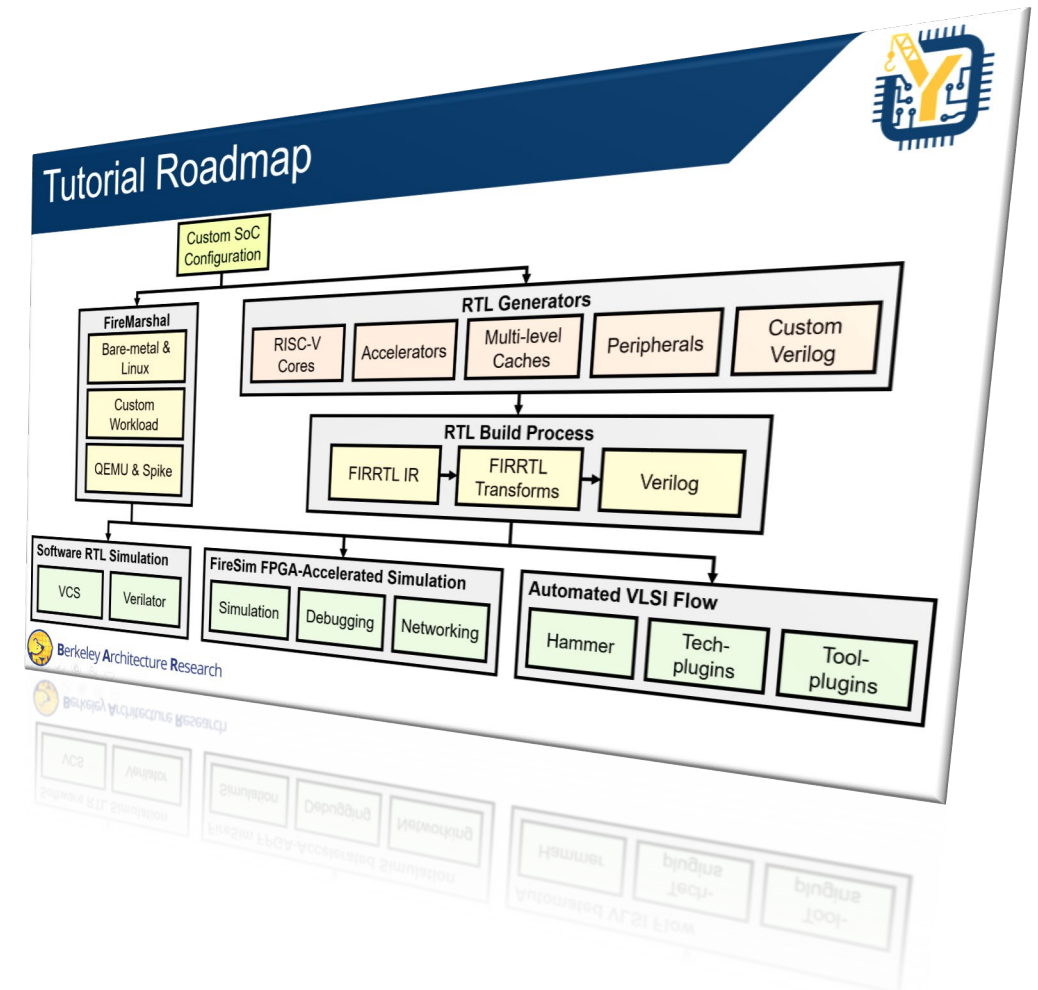 Tutorial Roadmap
Custom SoC
Configuration
FireMarshal
Bare-metal &
Linux
Custom
Workload
QEMU & Spike
RTL Generators
RISC-V
Cores
Accelerators
Multi-level
Caches
Peripherals
Custom
Verilog
RTL Build Process
FIRRTL IR
FIRRTL
Transforms
Verilog
Software RTL Simulation
VCS
Verilator
FireSim FPGA-Accelerated Simulation
Simulation
Debugging
Networking
Automated VLSI Flow
Hammer
Tech-
plugins
Tool-
plugins
Berkeley Architecture Research